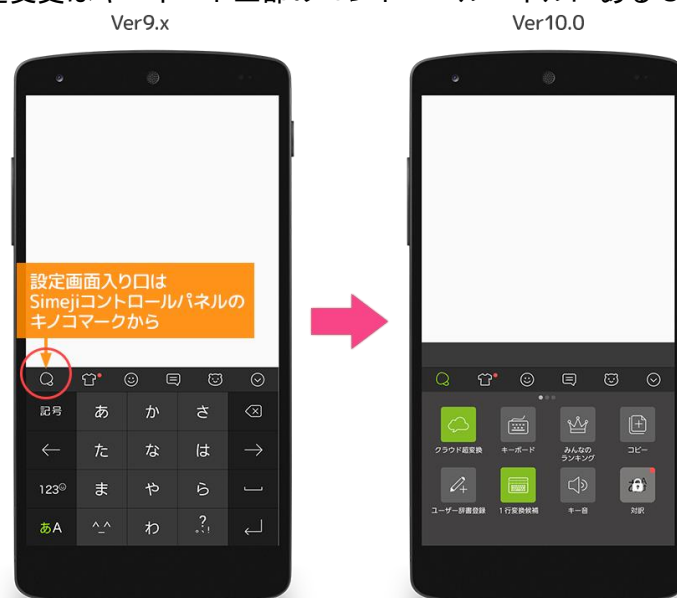 Ver9.x
Ver10.0
設定画面入り口は
Simejiコントロールパネルの
キノコマークから
記号 あ か さ
た な は
123 ま や ら
あA ^_^ わ ?。、!
クラウド超変換 キーボード みんなの
ランキング コピー
ユーザー辞書登録 1行変換候補 キー音 対訳